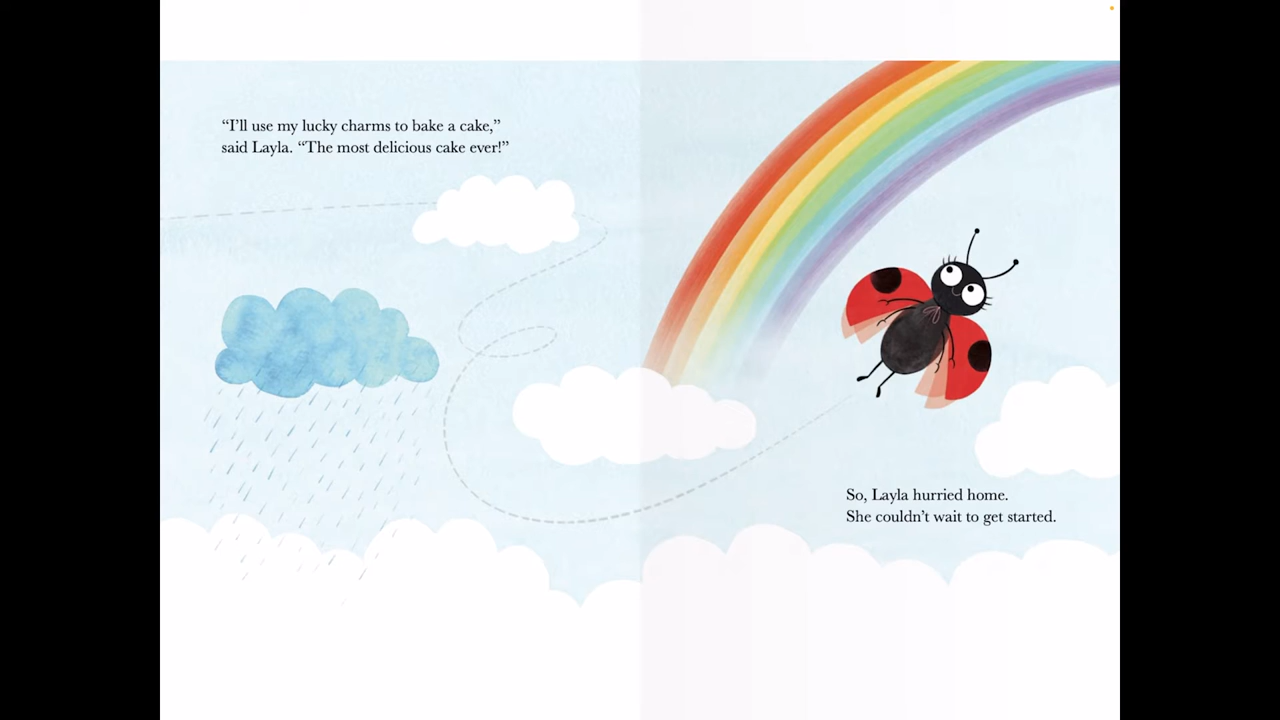 “I’ll use my lucky charms to bake a cake,”
said Layla. “The most delicious cake ever!”
So, Layla hurried home.
She couldn’t wait to get started.